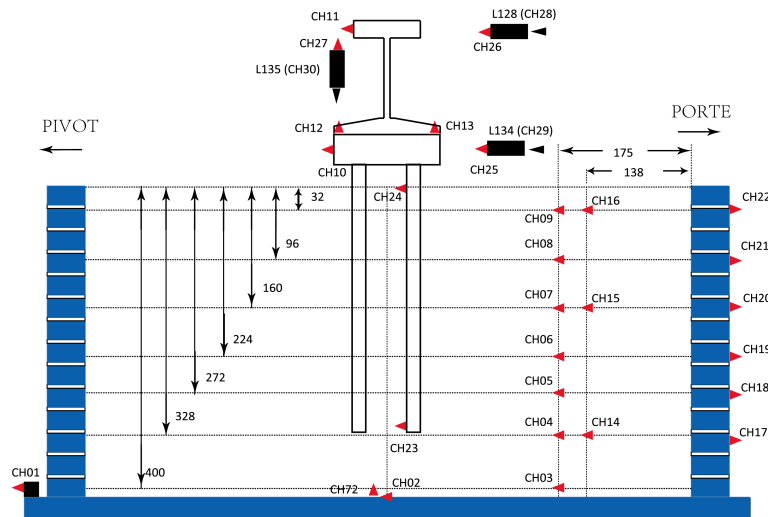 CH11
L128 (CH28)
CH27
CH26
L135 (CH30)
PIVOT
PORTE
CH12
CH13
L134 (CH29)
175
138
CH10
CH25
CH24
32
CH16
CH22
CH09
96
CH08
CH21
160
CH07
CH15
CH20
224
CH06
CH19
272
CH05
CH18
328
CH04
CH14
CH17
CH23
CH01
400
CH72
CH02
CH03